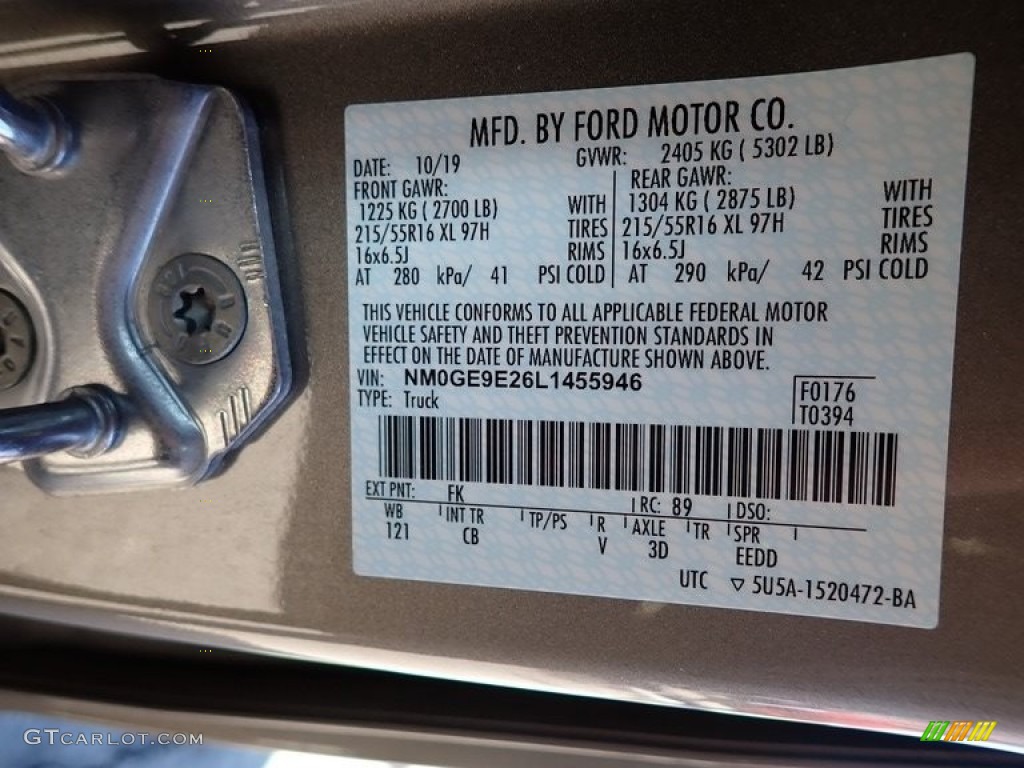 MFD. BY FORD MOTOR CO.
DATE: 10/19 GVWR: 2405 KG ( 5302 LB)
FRONT GAWR: REAR GAWR:
1225 KG ( 2700 LB) WITH 1304 KG ( 2875 LB) WITH
215/55R16 XL 97H TIRES 215/55R16 XL 97H TIRES
16x6.5J RIMS 16x6.5J RIMS
AT 280 kPa/ 41 PSI COLD AT 290 kPa/ 42 PSI COLD
THIS VEHICLE CONFORMS TO ALL APPLICABLE FEDERAL MOTOR
VEHICLE SAFETY AND THEFT PREVENTION STANDARDS IN
EFFECT ON THE DATE OF MANUFACTURE SHOWN ABOVE.
VIN: NM0GE9E26L1455946 F0176
TYPE: Truck T0394
EXT PNT: FK RC: 89 DSO:
WB INT TR TP/PS R AXLE TR SPR
121 CB V 3D EEDD
UTC ▽ 5U5A-1520472-BA
GTCARLOT.COM